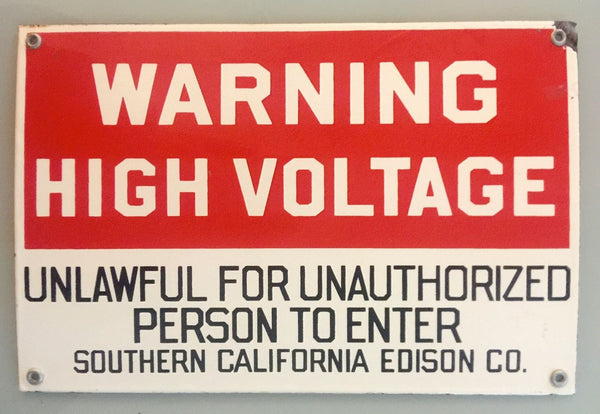 WARNING
HIGH VOLTAGE
UNLAWFUL FOR UNAUTHORIZED
PERSON TO ENTER
SOUTHERN CALIFORNIA EDISON CO.